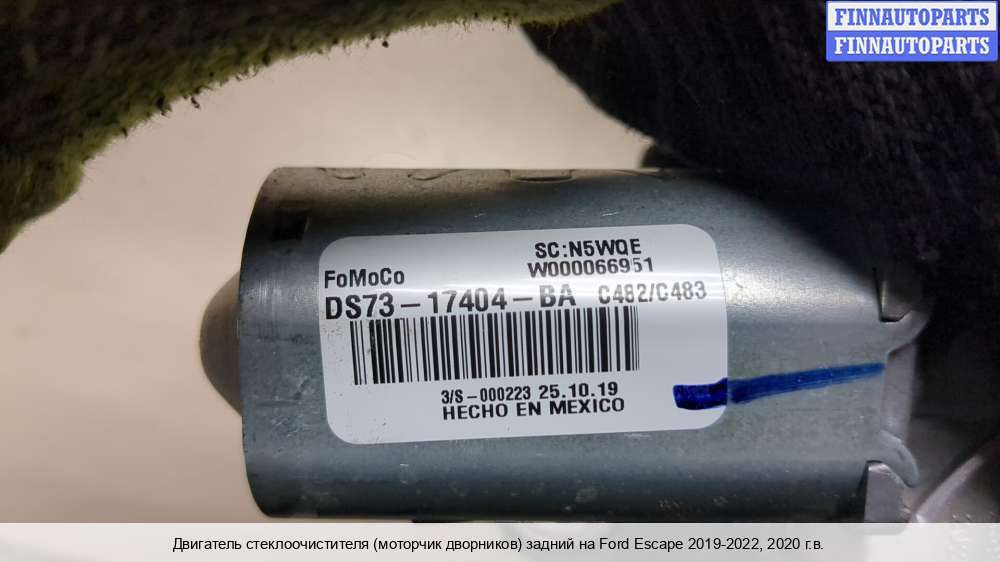 FINNAUTOPARTS
FINNAUTOPARTS
SC:N5WQE
W000066951
FoMoCo
DS73-17404-BA C482/C483
3/S-000223 25.10.19
HECHO EN MEXICO
Двигатель стеклоочистителя (моторчик дворников) задний на Ford Escape 2019-2022, 2020 г.в.